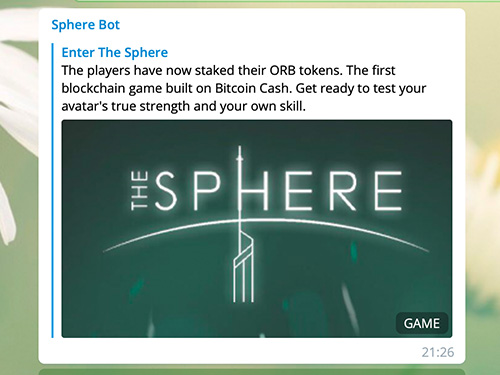 Sphere Bot
Enter The Sphere
The players have now staked their ORB tokens. The first
blockchain game built on Bitcoin Cash. Get ready to test your
avatar's true strength and your own skill.
THE SPHERE
GAME
21:26